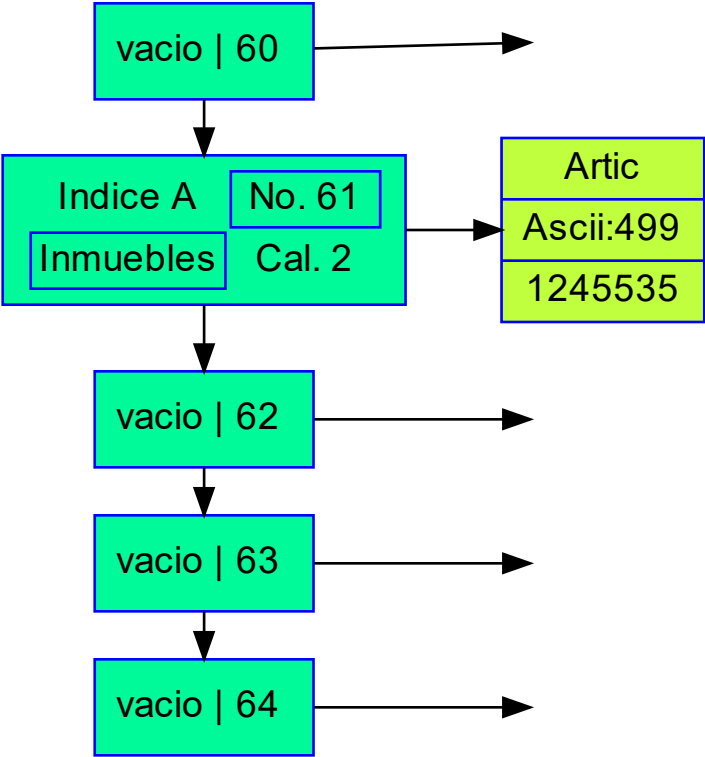 vacio | 60
Indice A
No. 61
Inmuebles
Cal. 2
Artic
Ascii:499
1245535
vacio | 62
vacio | 63
vacio | 64